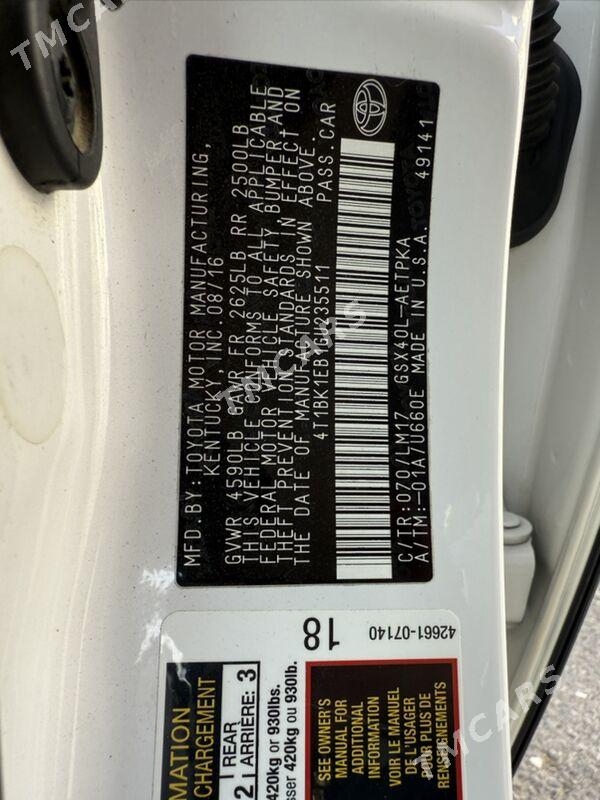 MFD.BY:TOYOTA MOTOR MANUFACTURING,
KENTUCKY, INC. 08/16
GVWR 4590LB GAWR FR 2625LB RR 2500LB
THIS VEHICLE CONFORMS TO ALL APPLICABLE
FEDERAL MOTOR VEHICLE SAFETY, BUMPER, AND
THEFT PREVENTION STANDARDS IN EFFECT ON
THE DATE OF MANUFACTURE SHOWN ABOVE.
PASS.CAR
C/TR:070/LM17 GSX40L-AETPKA
A/TM:-01A/U660E MADE IN U.S.A. 49141
18
42661-07140
REAR
ARRIÈRE: 3
2
420kg or 930lbs.
420kg ou 930lb.
SEE OWNER'S
MANUAL FOR
ADDITIONAL
INFORMATION
VOIR LE MANUEL
DE L'USAGER
POUR PLUS DE
RENSEIGNEMENTS
TMCARS
TMCARS
TMCARS
TMCARS